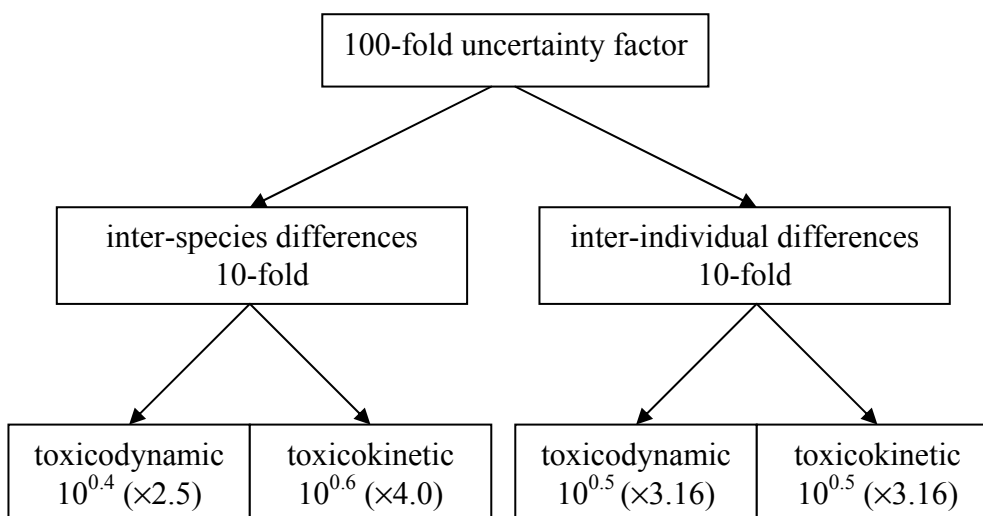 100-fold uncertainty factor
inter-species differences
10-fold
inter-individual differences
10-fold
toxicodynamic
10^0.4 (×2.5)
toxicokinetic
10^0.6 (×4.0)
toxicodynamic
10^0.5 (×3.16)
toxicokinetic
10^0.5 (×3.16)